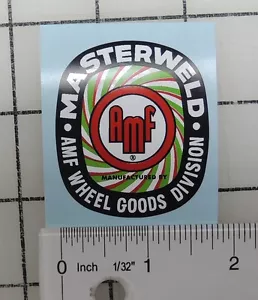 • MASTERWELD •
AMF
®
MANUFACTURED BY
AMF WHEEL GOODS DIVISION
0 Inch 1/32" 1 2